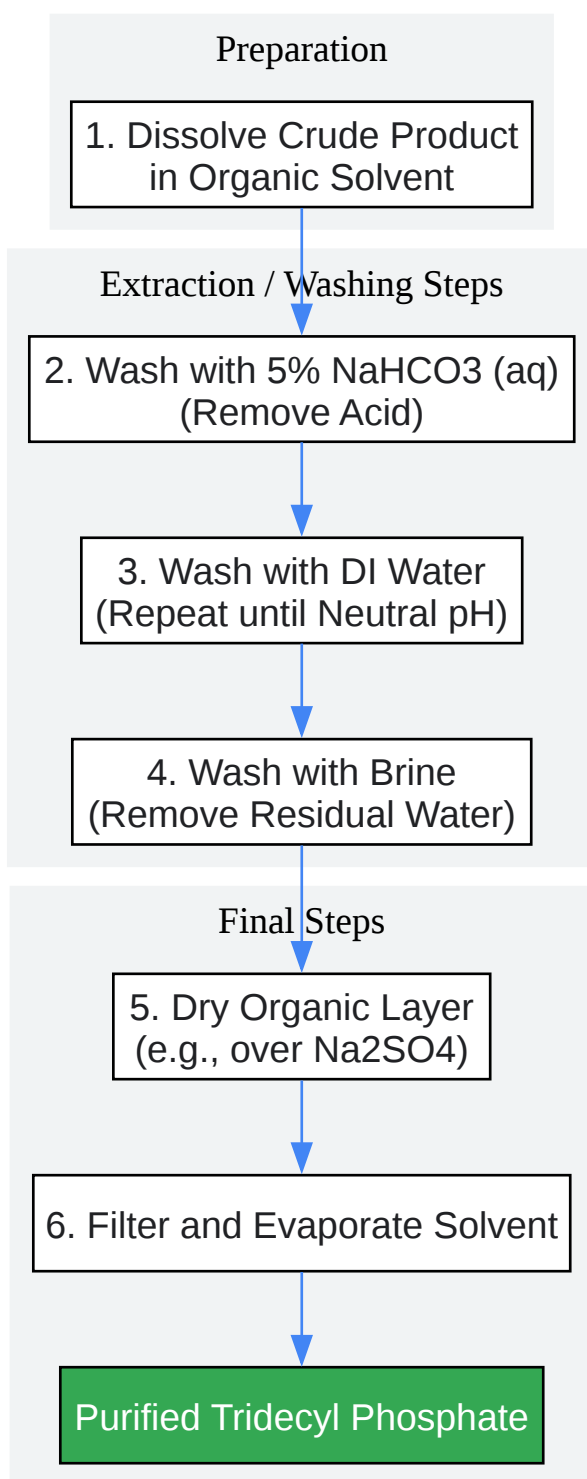 Preparation
1. Dissolve Crude Product
in Organic Solvent
Extraction / Washing Steps
2. Wash with 5% NaHCO3 (aq)
(Remove Acid)
3. Wash with DI Water
(Repeat until Neutral pH)
4. Wash with Brine
(Remove Residual Water)
Final Steps
5. Dry Organic Layer
(e.g., over Na2SO4)
6. Filter and Evaporate Solvent
Purified Tridecyl Phosphate